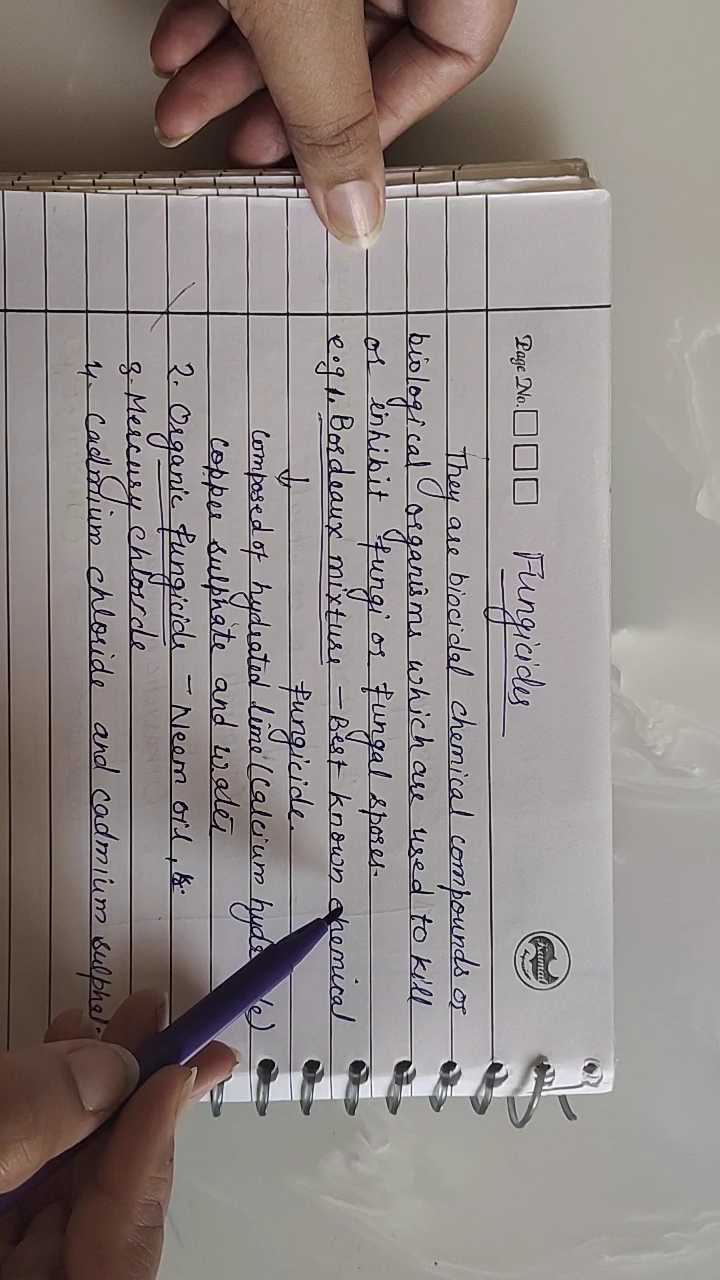 Page No.
Kamal
Fungicides
They are biocidal chemical compounds or
biological organisms which are used to kill
or inhibit fungi or fungal spores.
e.g 1. Bordeaux mixture – Best known chemical
fungicide.
↓
composed of hydrated lime (calcium
copper sulphate and water
2. Organic fungicide – Neem oil,
3. Mercury chloride
4. cadmium chloride and cadmium